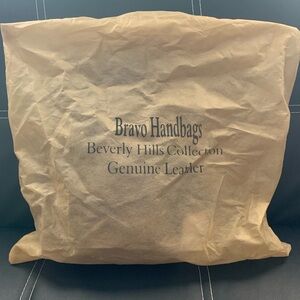 Bravo Handbags
Beverly Hills Collection
Genuine Leather